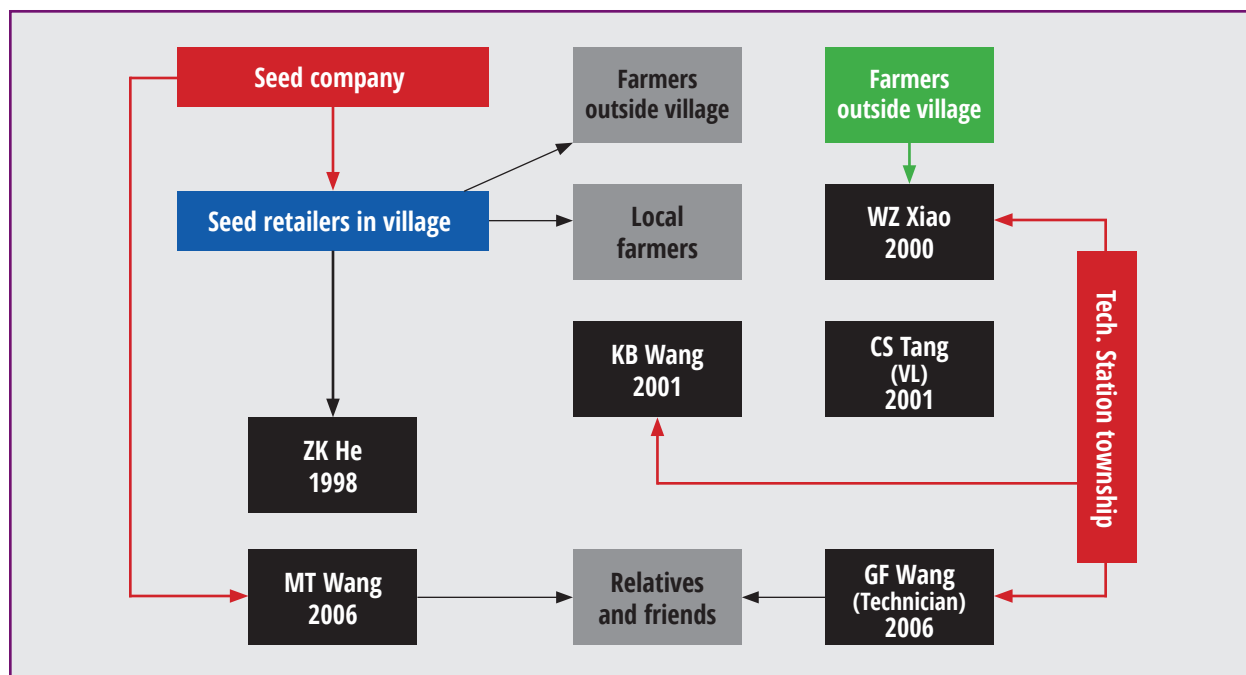 Seed company
Farmers
outside village
Farmers
outside village
Seed retailers in village
Local
farmers
WZ Xiao
2000
Tech. Station township
KB Wang
2001
CS Tang
(VL)
2001
ZK He
1998
MT Wang
2006
Relatives
and friends
GF Wang
(Technician)
2006